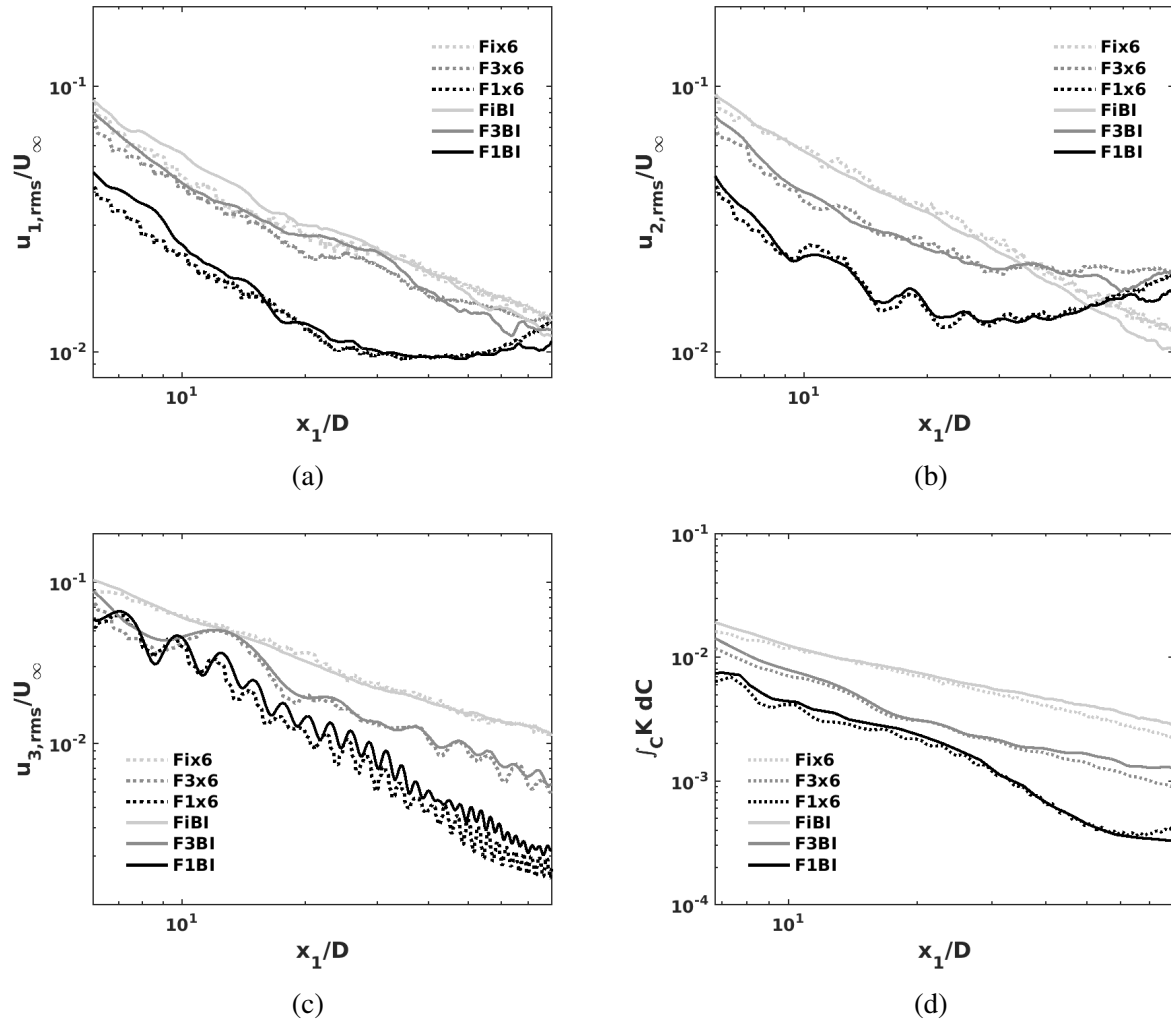 10⁻¹
10⁻²
u₁,rms/U∞
10¹
x₁/D
Fix6
F3x6
F1x6
FiBI
F3BI
F1BI
(a)
10⁻¹
10⁻²
u₂,rms/U∞
10¹
x₁/D
Fix6
F3x6
F1x6
FiBI
F3BI
F1BI
(b)
10⁻¹
10⁻²
u₃,rms/U∞
10¹
x₁/D
Fix6
F3x6
F1x6
FiBI
F3BI
F1BI
(c)
10⁻¹
10⁻²
10⁻³
10⁻⁴
∫C K dC
10¹
x₁/D
Fix6
F3x6
F1x6
FiBI
F3BI
F1BI
(d)